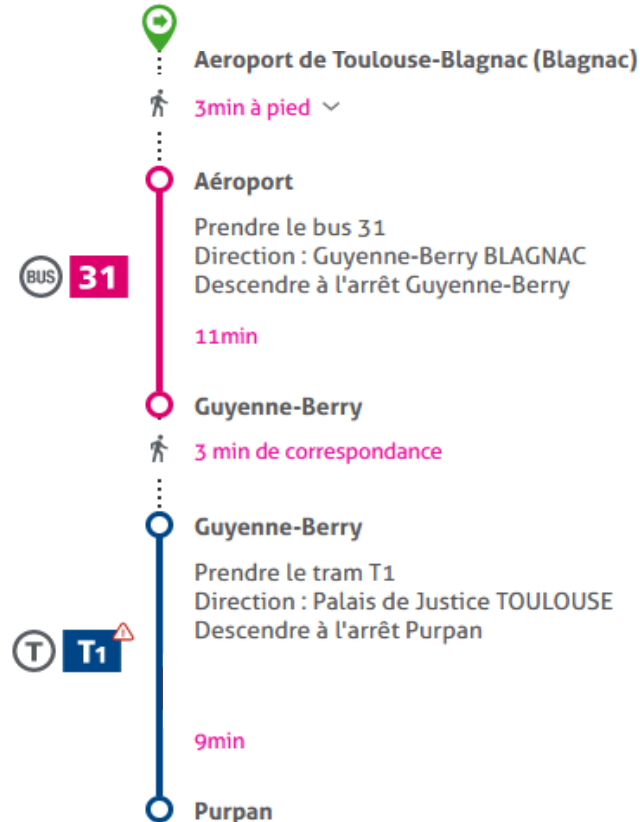 Aeroport de Toulouse-Blagnac (Blagnac)
3min à pied
Aéroport
Prendre le bus 31
Direction : Guyenne-Berry BLAGNAC
Descendre à l'arrêt Guyenne-Berry
BUS 31
11min
Guyenne-Berry
3 min de correspondance
Guyenne-Berry
Prendre le tram T1
Direction : Palais de Justice TOULOUSE
Descendre à l'arrêt Purpan
T T1
9min
Purpan